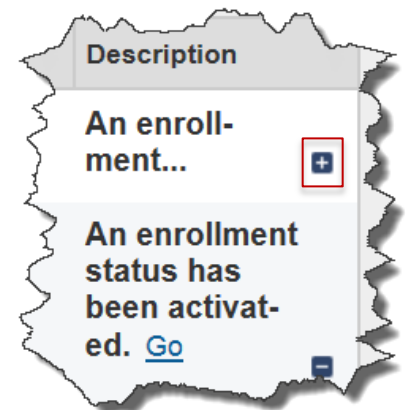 Description
An enroll-
ment...
An enrollment
status has
been activat-
ed. Go